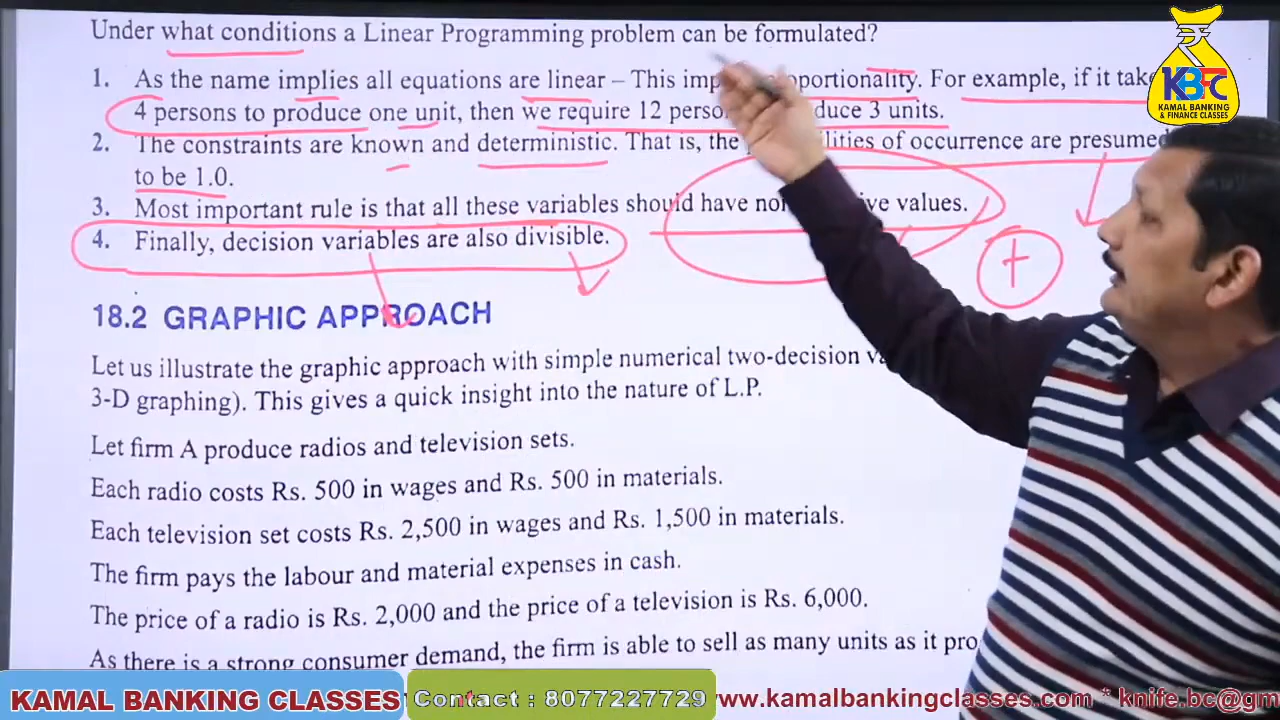 Under what conditions a Linear Programming problem can be formulated?
1. As the name implies all equations are linear – This portionality. For example, if it
4 persons to produce one unit, then we require 12 duce 3 units.
2. The constraints are known and deterministic. That is, the of occurrence are presumed
to be 1.0.
3. Most important rule is that all these variables should have values.
4. Finally, decision variables are also divisible.
+
18.2 GRAPHIC APPROACH
Let us illustrate the graphic approach with simple numerical two-decision
3-D graphing). This gives a quick insight into the nature of L.P.
Let firm A produce radios and television sets.
Each radio costs Rs. 500 in wages and Rs. 500 in materials.
Each television set costs Rs. 2,500 in wages and Rs. 1,500 in materials.
The firm pays the labour and material expenses in cash.
The price of a radio is Rs. 2,000 and the price of a television is Rs. 6,000.
As there is a strong consumer demand, the firm is able to sell as many units as it
₹
KBC
KAMAL BANKING
& FINANCE CLASSES
KAMAL BANKING CLASSES Contact : 8077227729 www.kamalbankingclasses.com * knife.bc@gm